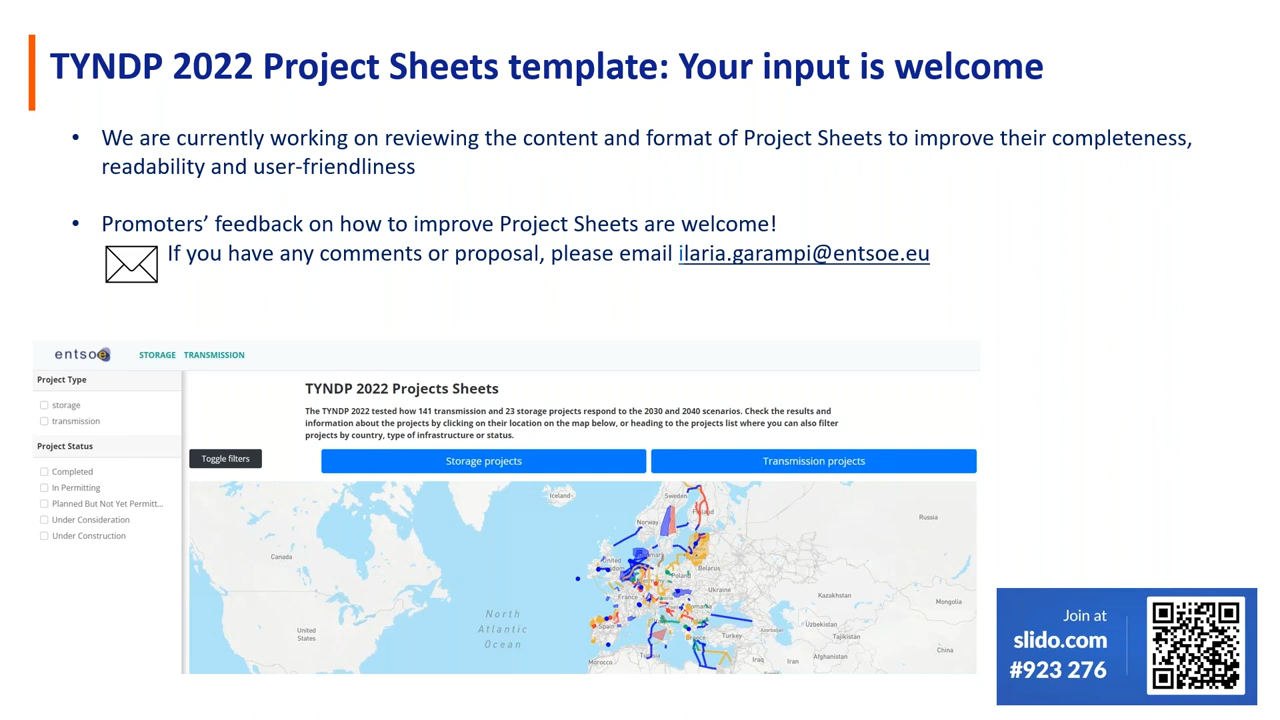 TYNDP 2022 Project Sheets template: Your input is welcome
• We are currently working on reviewing the content and format of Project Sheets to improve their completeness,
readability and user-friendliness
• Promoters’ feedback on how to improve Project Sheets are welcome!
If you have any comments or proposal, please email ilaria.garampi@entsoe.eu
entsoe STORAGE TRANSMISSION
Project Type
storage
transmission
Project Status
Completed
In Permitting
Planned But Not Yet Permitt...
Under Consideration
Under Construction
TYNDP 2022 Projects Sheets
The TYNDP 2022 tested how 141 transmission and 23 storage projects respond to the 2030 and 2040 scenarios. Check the results and
information about the projects by clicking on their location on the map below, or heading to the projects list where you can also filter
projects by country, type of infrastructure or status.
Toggle filters
Storage projects
Transmission projects
Iceland
Sweden
Norway
Finland
Russia
Canada
United
Poland
Belarus
Ukraine
France
Kazakhstan
Mongolia
North
Atlantic
Ocean
United
States
Spain
Turkey
Azerbaijan
Uzbekistan
Tajikistan
China
Morocco
Iraq
Iran
Afghanistan
Join at
slido.com
#923 276